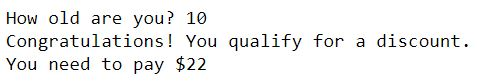 How old are you? 10
Congratulations! You qualify for a discount.
You need to pay $22